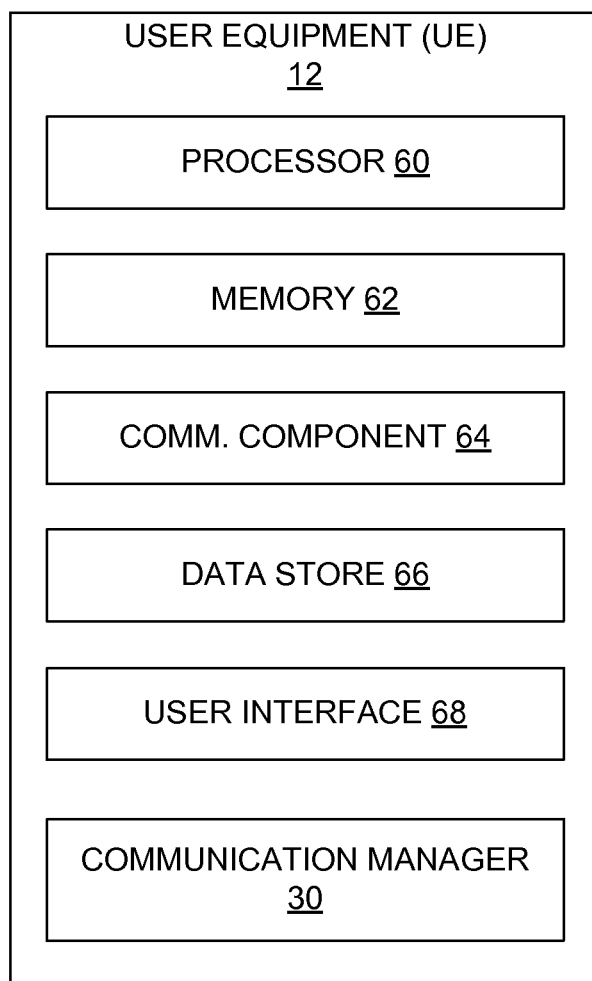 USER EQUIPMENT (UE)
12
PROCESSOR 60
MEMORY 62
COMM. COMPONENT 64
DATA STORE 66
USER INTERFACE 68
COMMUNICATION MANAGER
30